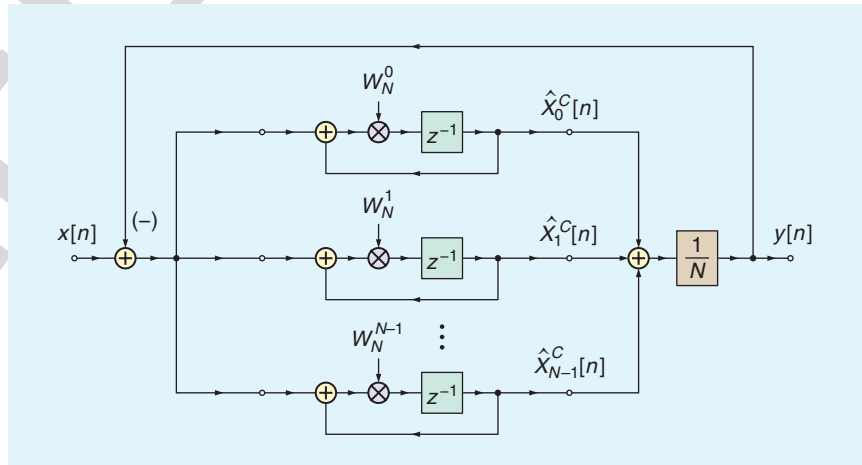 W_N^0
z^{-1}
X̂_0^C[n]
(–)
x[n]
W_N^1
z^{-1}
X̂_1^C[n]
1/N
y[n]
W_N^{N–1}
⋮
z^{-1}
X̂_{N–1}^C[n]